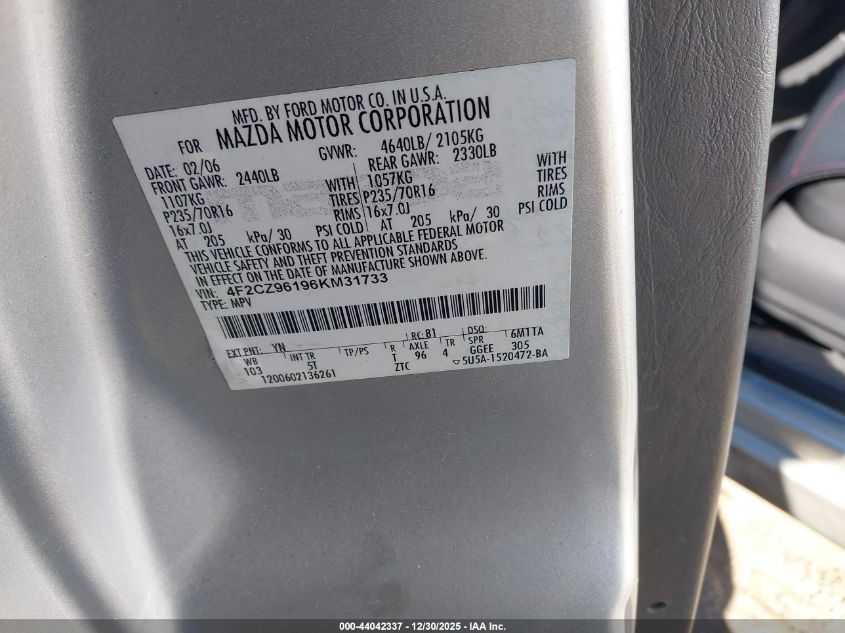 MFD. BY FORD MOTOR CO. IN U.S.A.
FOR MAZDA MOTOR CORPORATION
DATE: 02/06 GVWR: 4640LB/ 2105KG
FRONT GAWR: 2440LB REAR GAWR: 2330LB
1107KG WITH 1057KG WITH
P235/70R16 TIRES P235/70R16 TIRES
16x7.0J RIMS 16x7.0J RIMS
AT 205 kPa/ 30 PSI COLD AT 205 kPa/ 30 PSI COLD
THIS VEHICLE CONFORMS TO ALL APPLICABLE FEDERAL MOTOR
VEHICLE SAFETY AND THEFT PREVENTION STANDARDS
IN EFFECT ON THE DATE OF MANUFACTURE SHOWN ABOVE.
VIN: 4F2CZ96196KM31733
TYPE: MPV
EXT PNT: YN RC: B1 DSO: 6M1TA
WB INT TR TP/PS R AXLE TR SPR
103 5T T 96 4 GGEE 305
1200602136261 ZTC 5U5A-1520472-BA
000-44042337 - 12/30/2025 - IAA Inc.